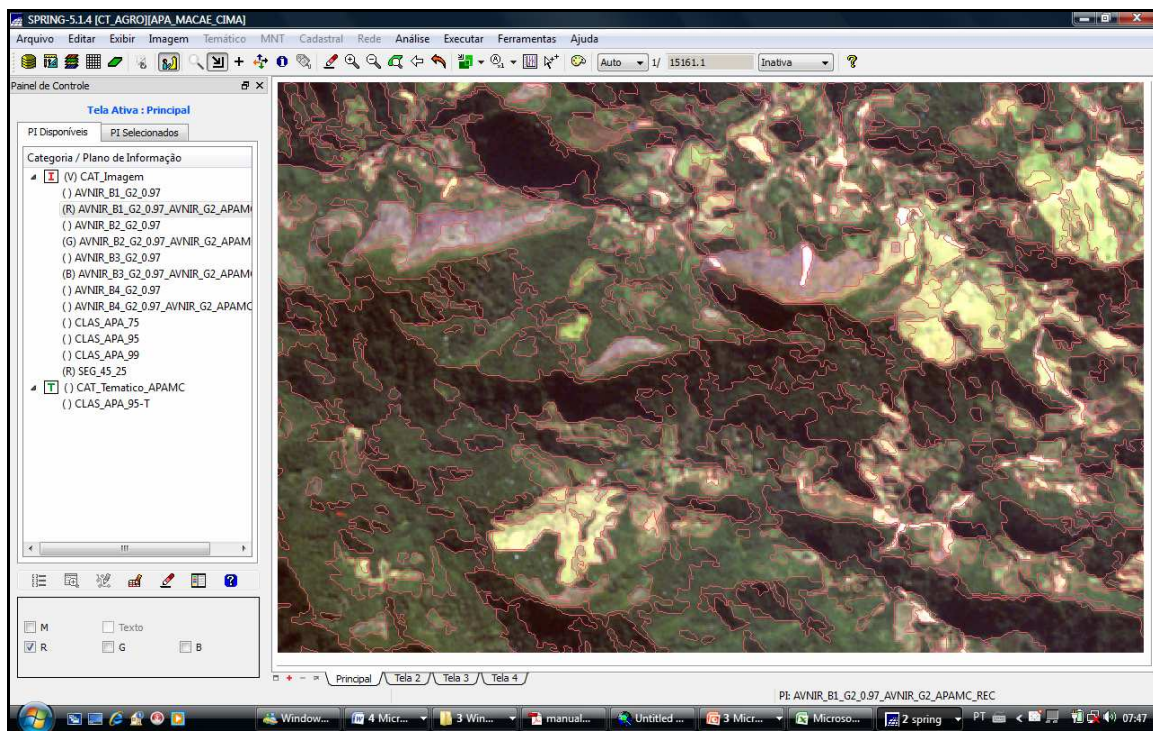 SPRING-5.1.4 [CT_AGRO][APA_MACAE_CIMA]
Arquivo Editar Exibir Imagem Temático MNT Cadastral Rede Análise Executar Ferramentas Ajuda
Auto 1/ 15161.1 Inativa
Painel de Controle
Tela Ativa : Principal
PI Disponíveis PI Selecionados
Categoria / Plano de Informação
I (V) CAT_Imagem
( ) AVNIR_B1_G2_0.97
(R) AVNIR_B1_G2_0.97_AVNIR_G2_APAM
( ) AVNIR_B2_G2_0.97
(G) AVNIR_B2_G2_0.97_AVNIR_G2_APAM
( ) AVNIR_B3_G2_0.97
(B) AVNIR_B3_G2_0.97_AVNIR_G2_APAM
( ) AVNIR_B4_G2_0.97
( ) AVNIR_B4_G2_0.97_AVNIR_G2_APAMC
( ) CLAS_APA_75
( ) CLAS_APA_95
( ) CLAS_APA_99
(R) SEG_45_25
T ( ) CAT_Tematico_APAMC
( ) CLAS_APA_95-T
M Texto
R G B
Principal Tela 2 Tela 3 Tela 4
PI: AVNIR_B1_G2_0.97_AVNIR_G2_APAMC_REC
Window... 4 Micr... 3 Win... manual... Untitled ... 3 Micr... Microso... 2 spring PT 07:47